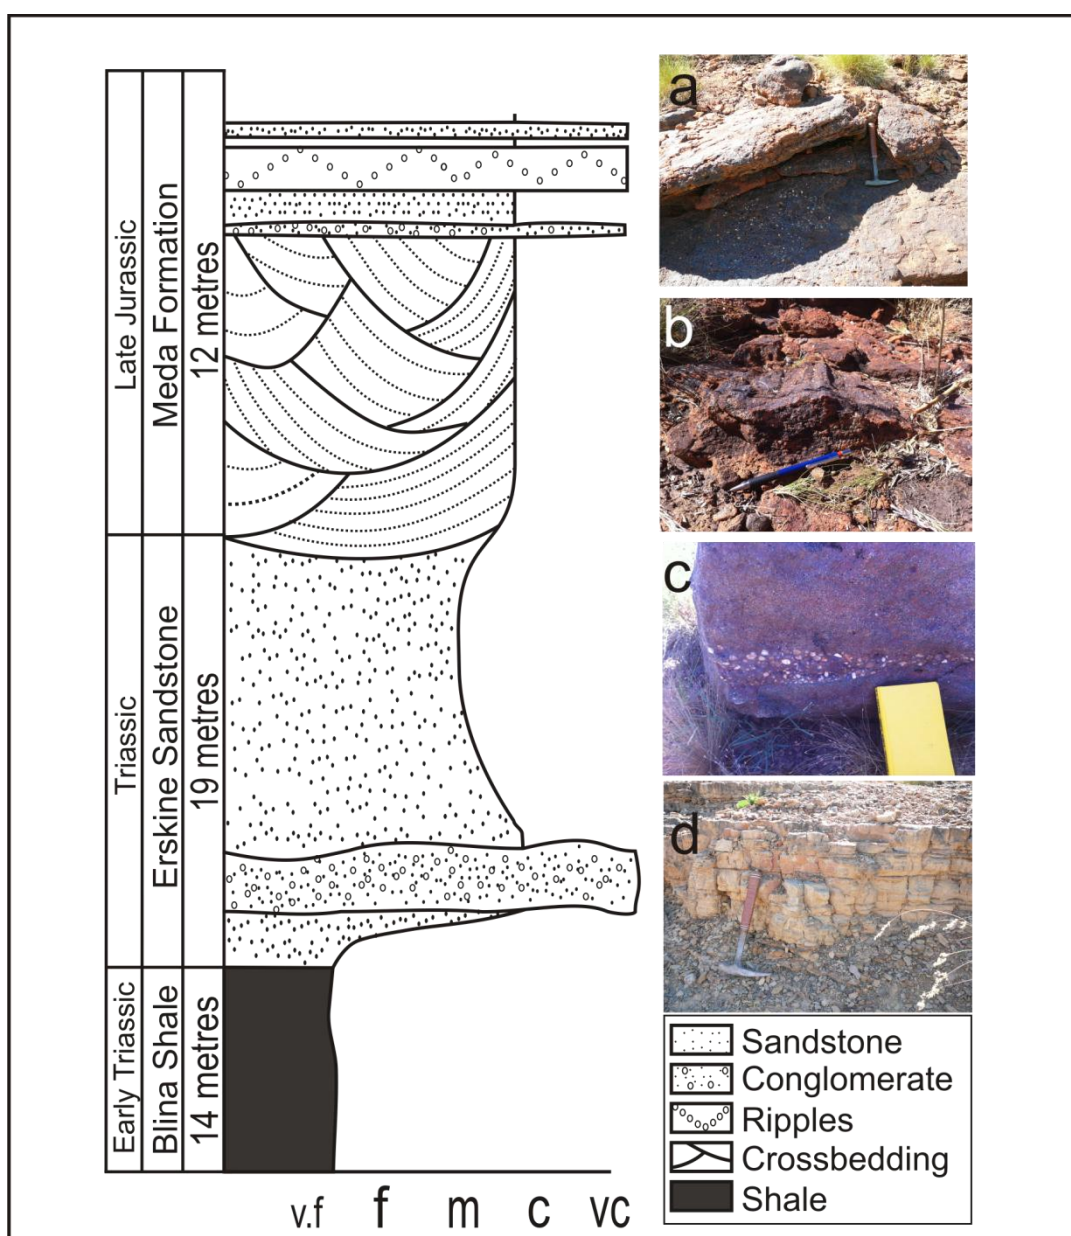 Late Jurassic
Meda Formation
12 metres
Triassic
Erskine Sandstone
19 metres
Early Triassic
Blina Shale
14 metres
v.f f m c vc
a
b
c
d
Sandstone
Conglomerate
Ripples
Crossbedding
Shale